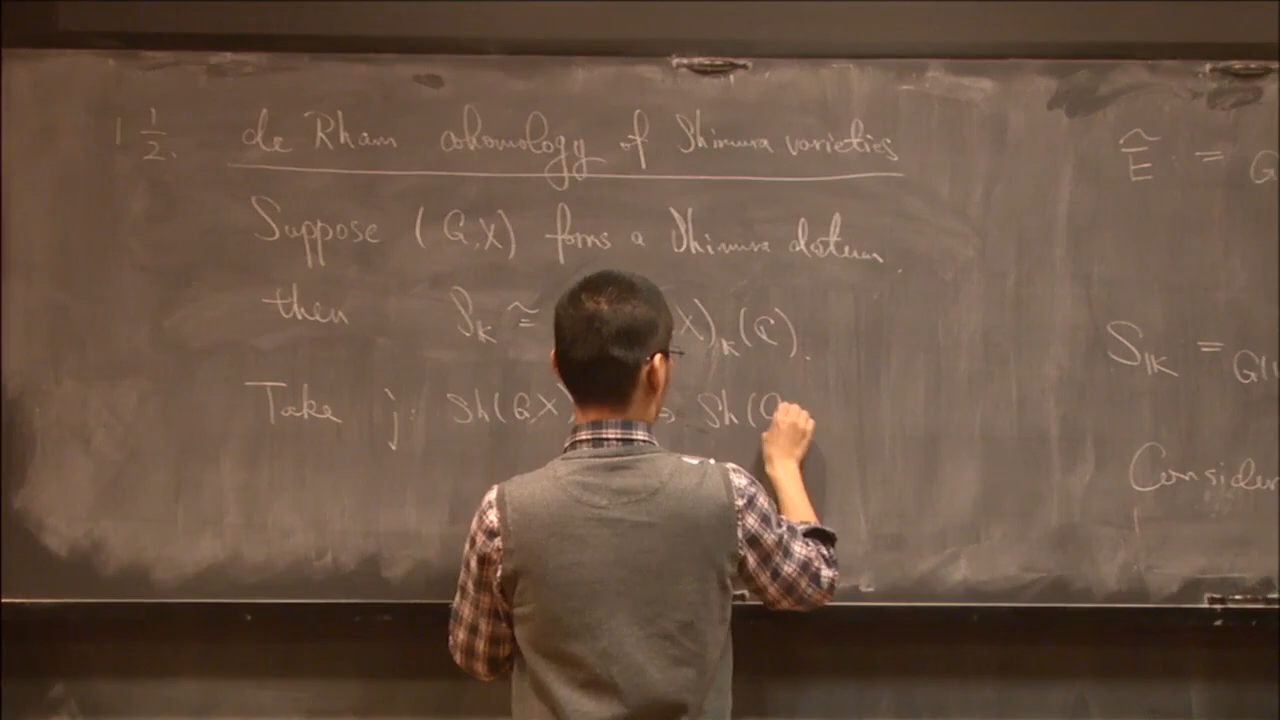 1 1/2. de Rham cohomology of Shimura varieties
Suppose (G,X) forms a Shimura datum.
then S_K ≅ X)_K(C).
Take j: Sh(G,X) Sh(G
Ê := G
S_K = G(
Consider